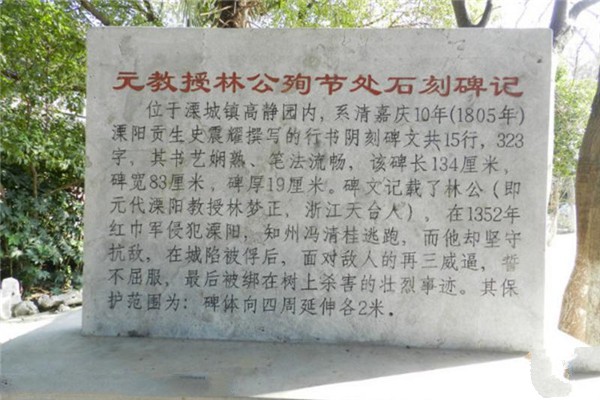 元教授林公殉节处石刻碑记
位于溧城镇高静园内，系清嘉庆10年(1805年)
溧阳贡生史震耀撰写的行书阴刻碑文共15行，323
字，其书艺娴熟、笔法流畅，该碑长134厘米，
碑宽83厘米，碑厚19厘米。碑文记载了林公（即
元代溧阳教授林梦正，浙江天台人），在1352年
红巾军侵犯溧阳，知州冯清桂逃跑，而他却坚守
抗敌，在城陷被俘后，面对敌人的再三威逼，誓
不屈服，最后被绑在树上杀害的壮烈事迹。其保
护范围为：碑体向四周延伸各2米．